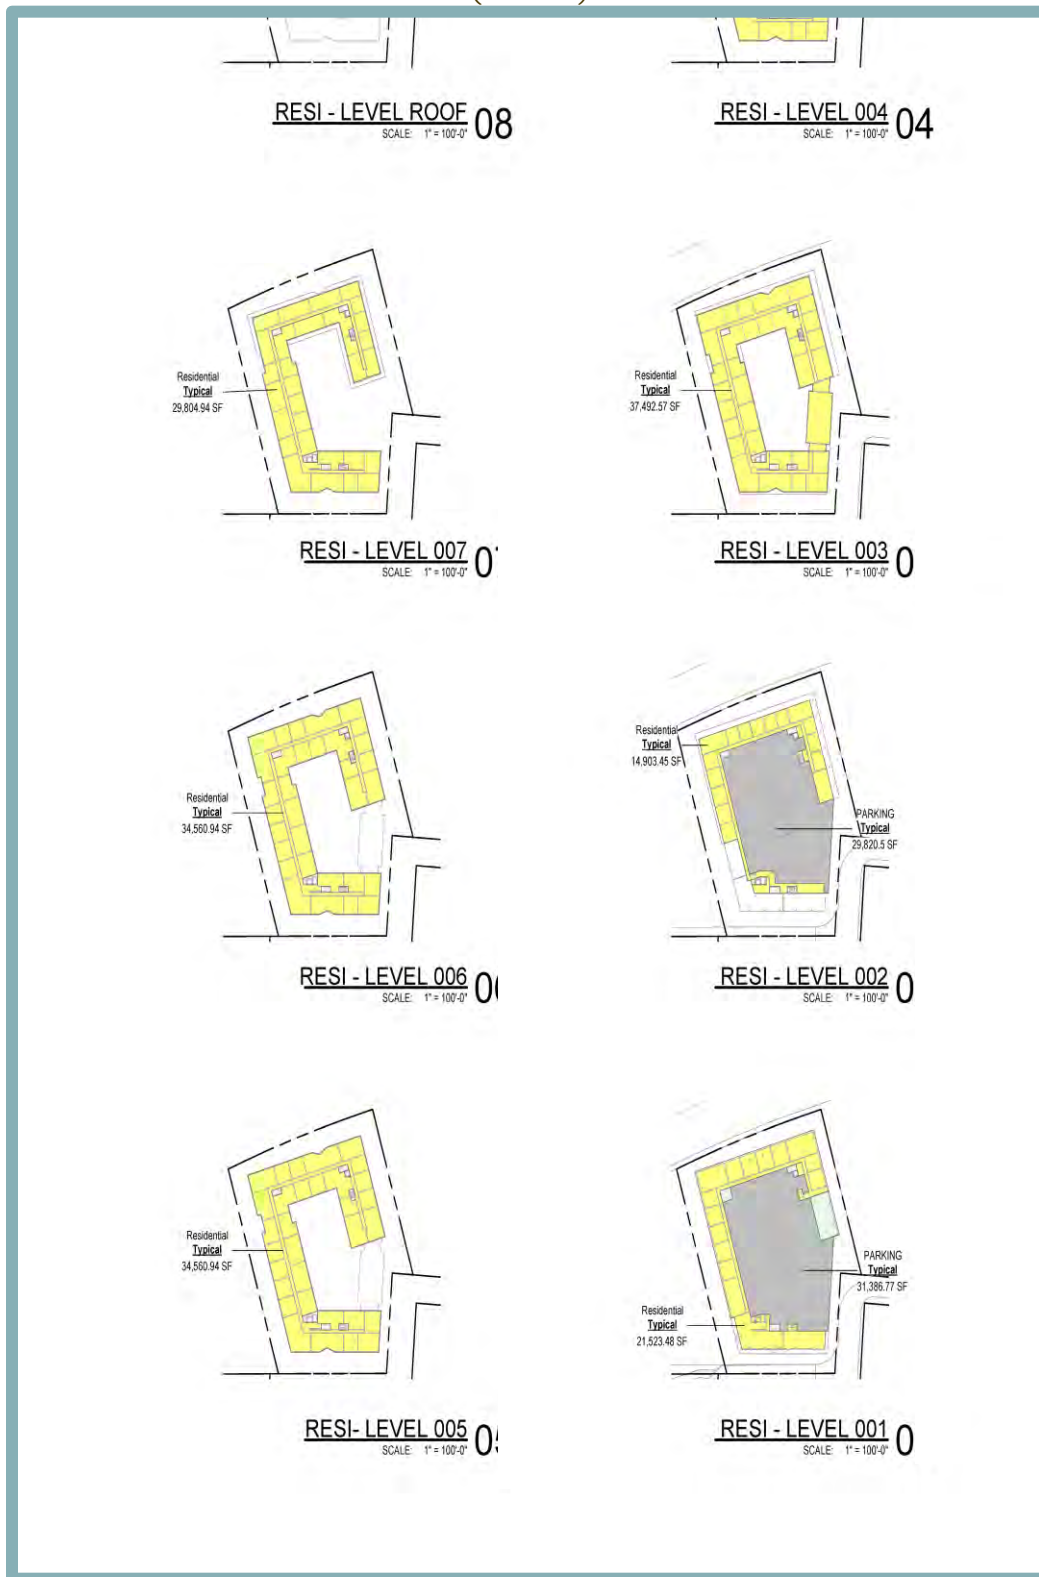 RESI - LEVEL ROOF 08
SCALE: 1" = 100'-0"
RESI - LEVEL 004 04
SCALE: 1" = 100'-0"
Residential
Typical
29,804.94 SF
RESI - LEVEL 007
SCALE: 1" = 100'-0"
Residential
Typical
37,492.57 SF
RESI - LEVEL 003 0
SCALE: 1" = 100'-0"
Residential
Typical
34,560.94 SF
RESI - LEVEL 006
SCALE: 1" = 100'-0"
Residential
Typical
14,903.45 SF
PARKING
Typical
29,820.5 SF
RESI - LEVEL 002 0
SCALE: 1" = 100'-0"
Residential
Typical
34,560.94 SF
RESI- LEVEL 005
SCALE: 1" = 100'-0"
PARKING
Typical
31,386.77 SF
Residential
Typical
21,523.48 SF
RESI - LEVEL 001 0
SCALE: 1" = 100'-0"